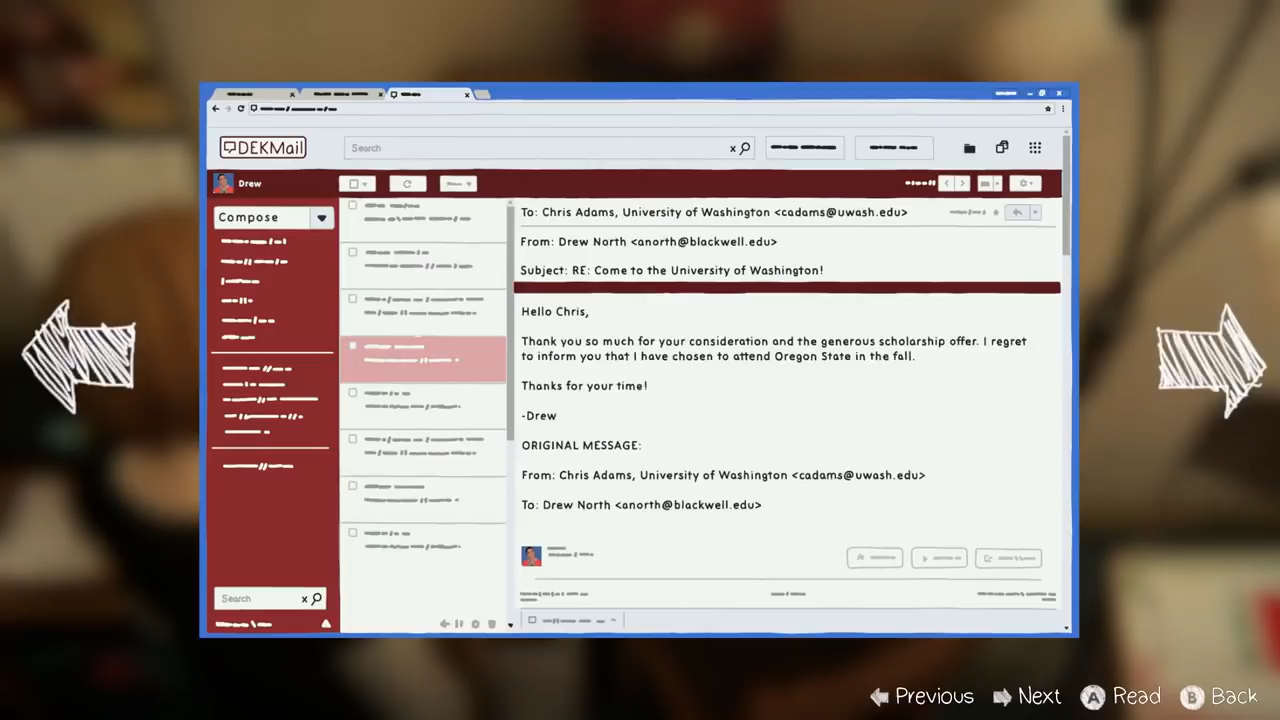 DEKMail
Search
x
Drew
Compose
To: Chris Adams, University of Washington <cadams@uwash.edu>
From: Drew North <anorth@blackwell.edu>
Subject: RE: Come to the University of Washington!
Hello Chris,
Thank you so much for your consideration and the generous scholarship offer. I regret
to inform you that I have chosen to attend Oregon State in the fall.
Thanks for your time!
-Drew
ORIGINAL MESSAGE:
From: Chris Adams, University of Washington <cadams@uwash.edu>
To: Drew North <anorth@blackwell.edu>
Search x
Previous Next A Read B Back